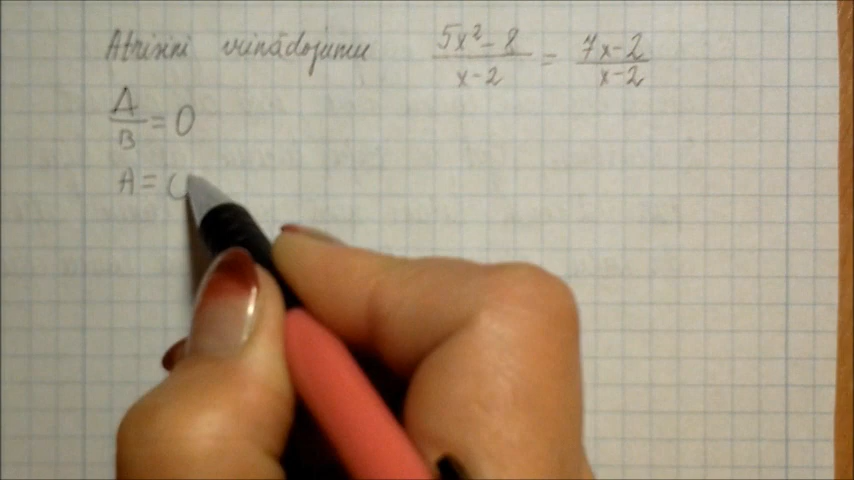 Atrisini vienādojumu (5x²-8)/(x-2) = (7x-2)/(x-2)
A/B = 0
A = 0